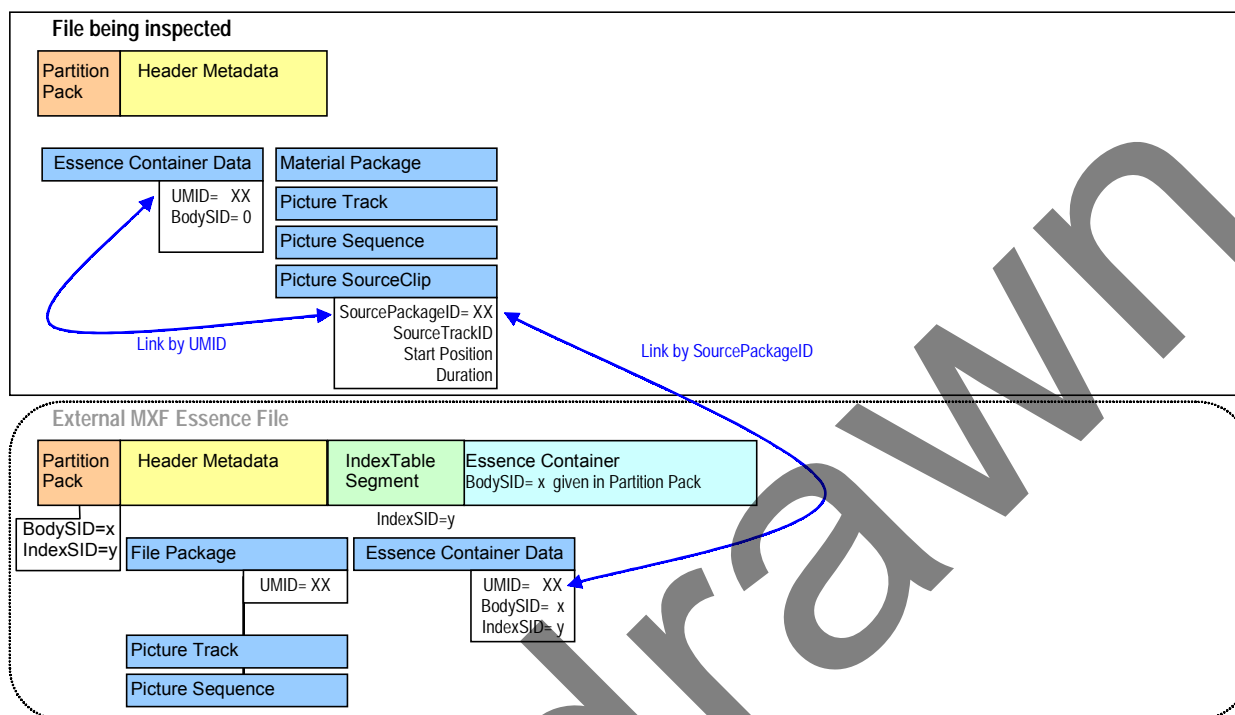 File being inspected
Partition Pack
Header Metadata
Essence Container Data
UMID= XX
BodySID= 0
Material Package
Picture Track
Picture Sequence
Picture SourceClip
SourcePackageID= XX
SourceTrackID
Start Position
Duration
Link by UMID
Link by SourcePackageID
External MXF Essence File
Partition Pack
Header Metadata
IndexTable Segment
Essence Container
BodySID= x given in Partition Pack
BodySID=x
IndexSID=y
IndexSID=y
File Package
UMID= XX
Essence Container Data
UMID= XX
BodySID= x
IndexSID= y
Picture Track
Picture Sequence
drawn